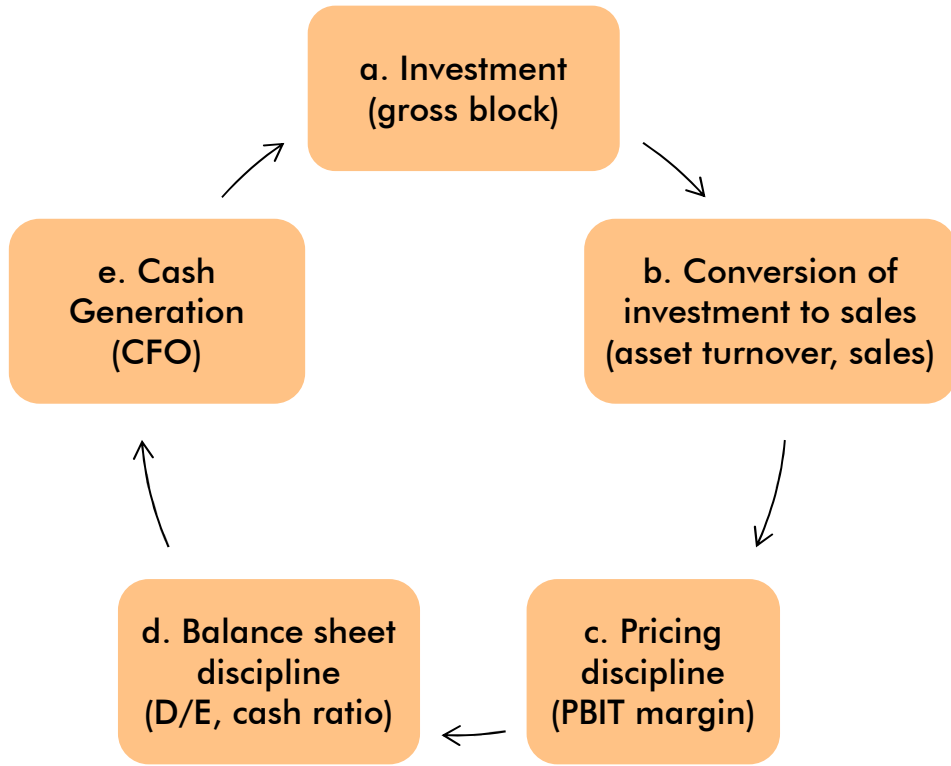 a. Investment
(gross block)
b. Conversion of
investment to sales
(asset turnover, sales)
c. Pricing
discipline
(PBIT margin)
d. Balance sheet
discipline
(D/E, cash ratio)
e. Cash
Generation
(CFO)